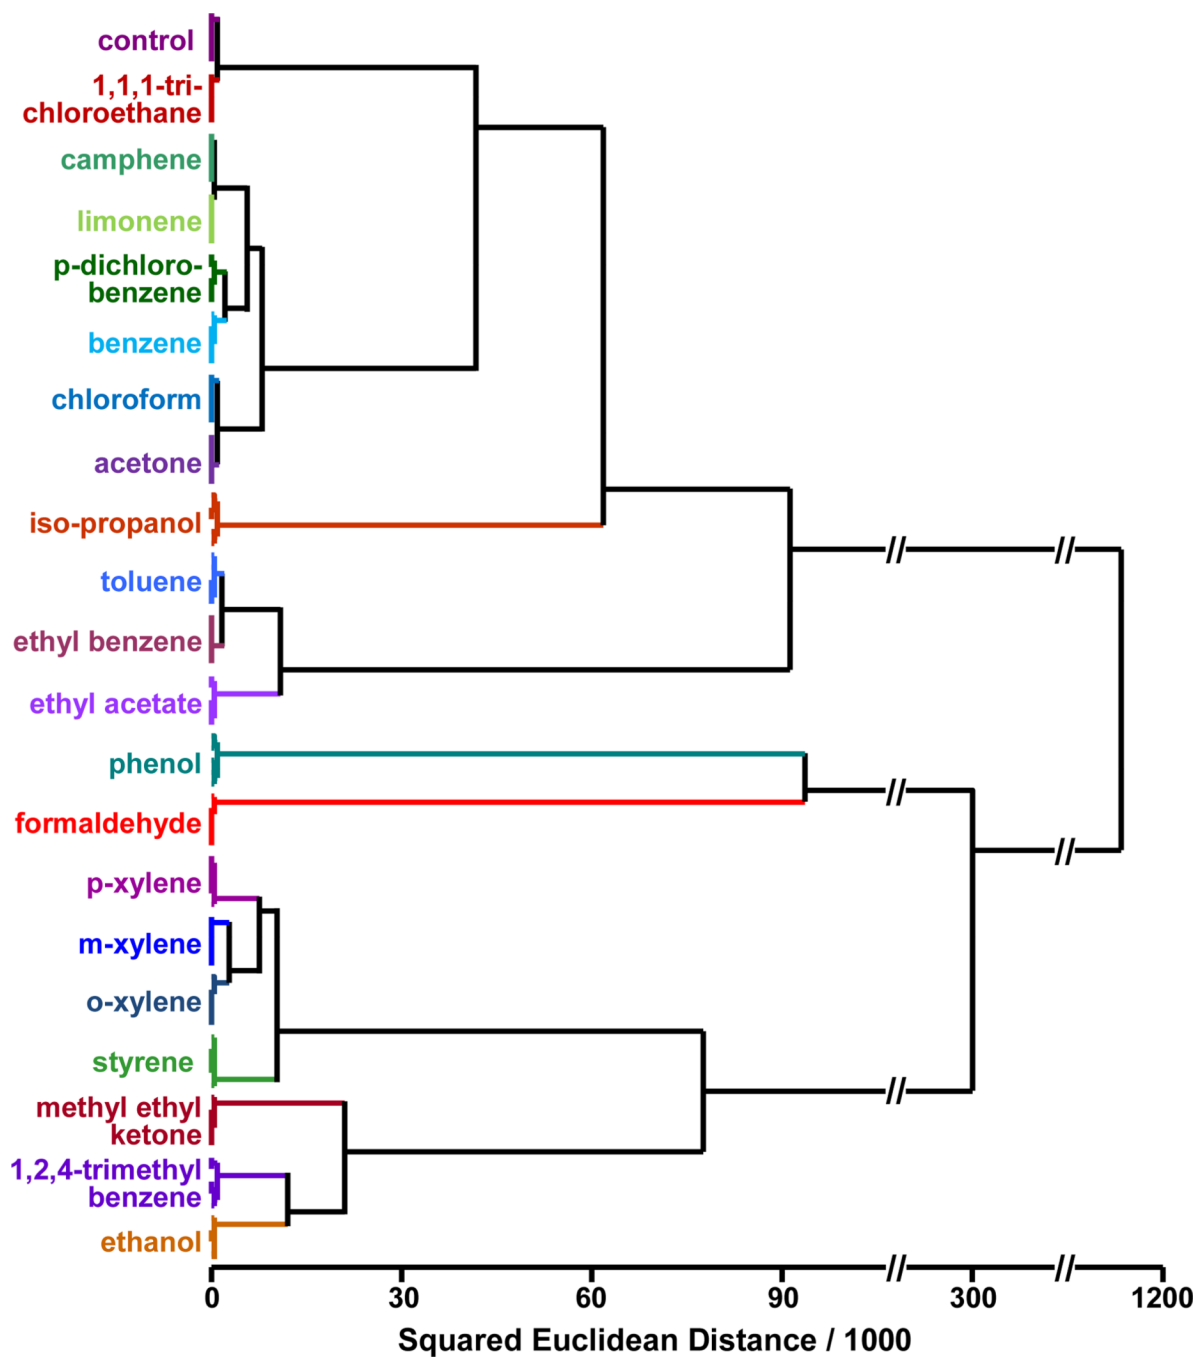 control
1,1,1-tri-
chloroethane
camphene
limonene
p-dichloro-
benzene
benzene
chloroform
acetone
iso-propanol
toluene
ethyl benzene
ethyl acetate
phenol
formaldehyde
p-xylene
m-xylene
o-xylene
styrene
methyl ethyl
ketone
1,2,4-trimethyl
benzene
ethanol
0 30 60 90 300 1200
Squared Euclidean Distance / 1000